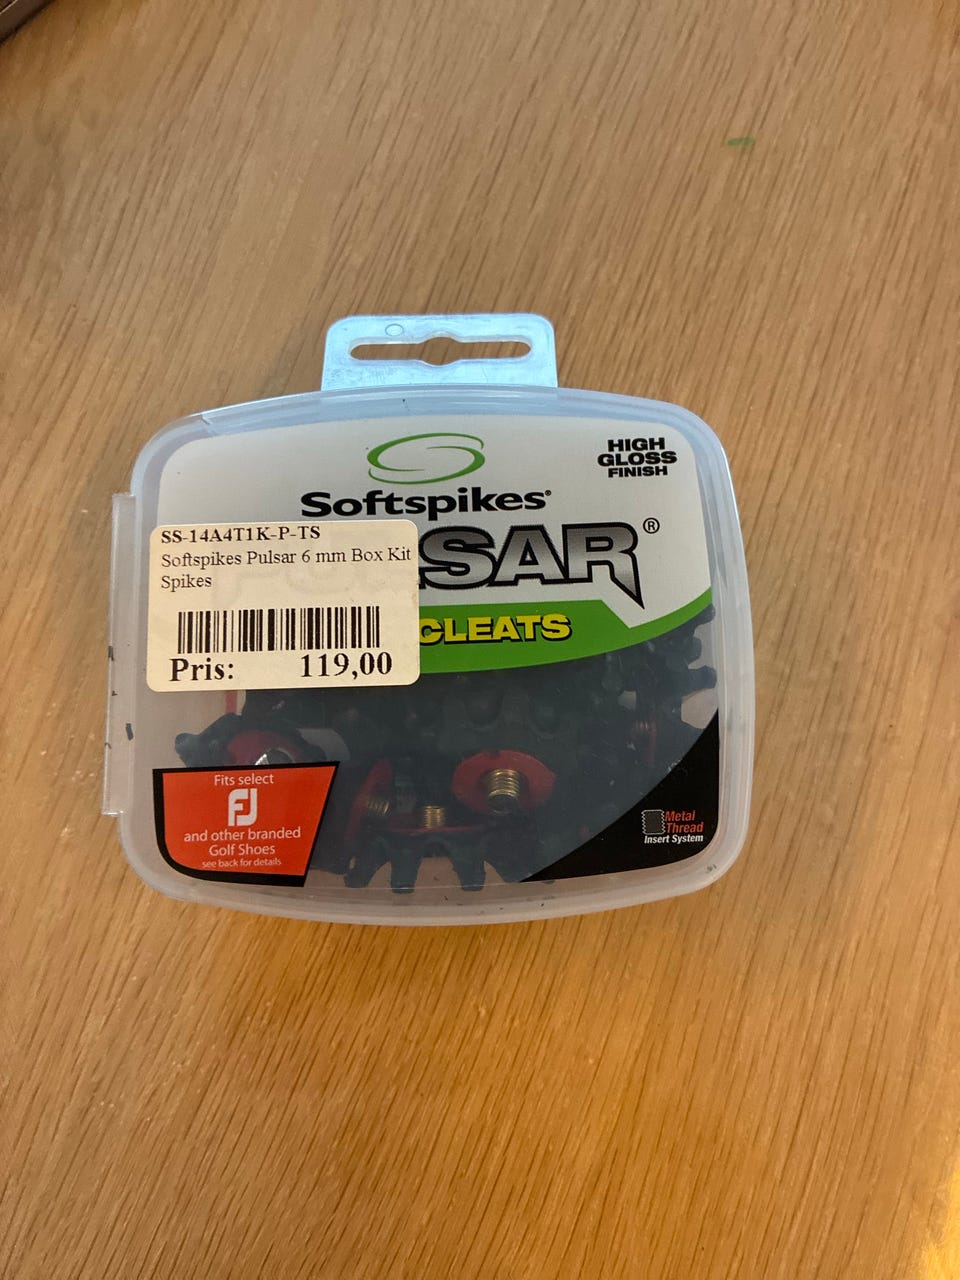 HIGH
GLOSS
FINISH
Softspikes®
SS-14A4T1K-P-TS
Softspikes Pulsar 6 mm Box Kit
Spikes
Pris: 119,00
PULSAR®
CLEATS
Fits select
FJ
and other branded
Golf Shoes
see back for details
Metal
Thread
Insert System